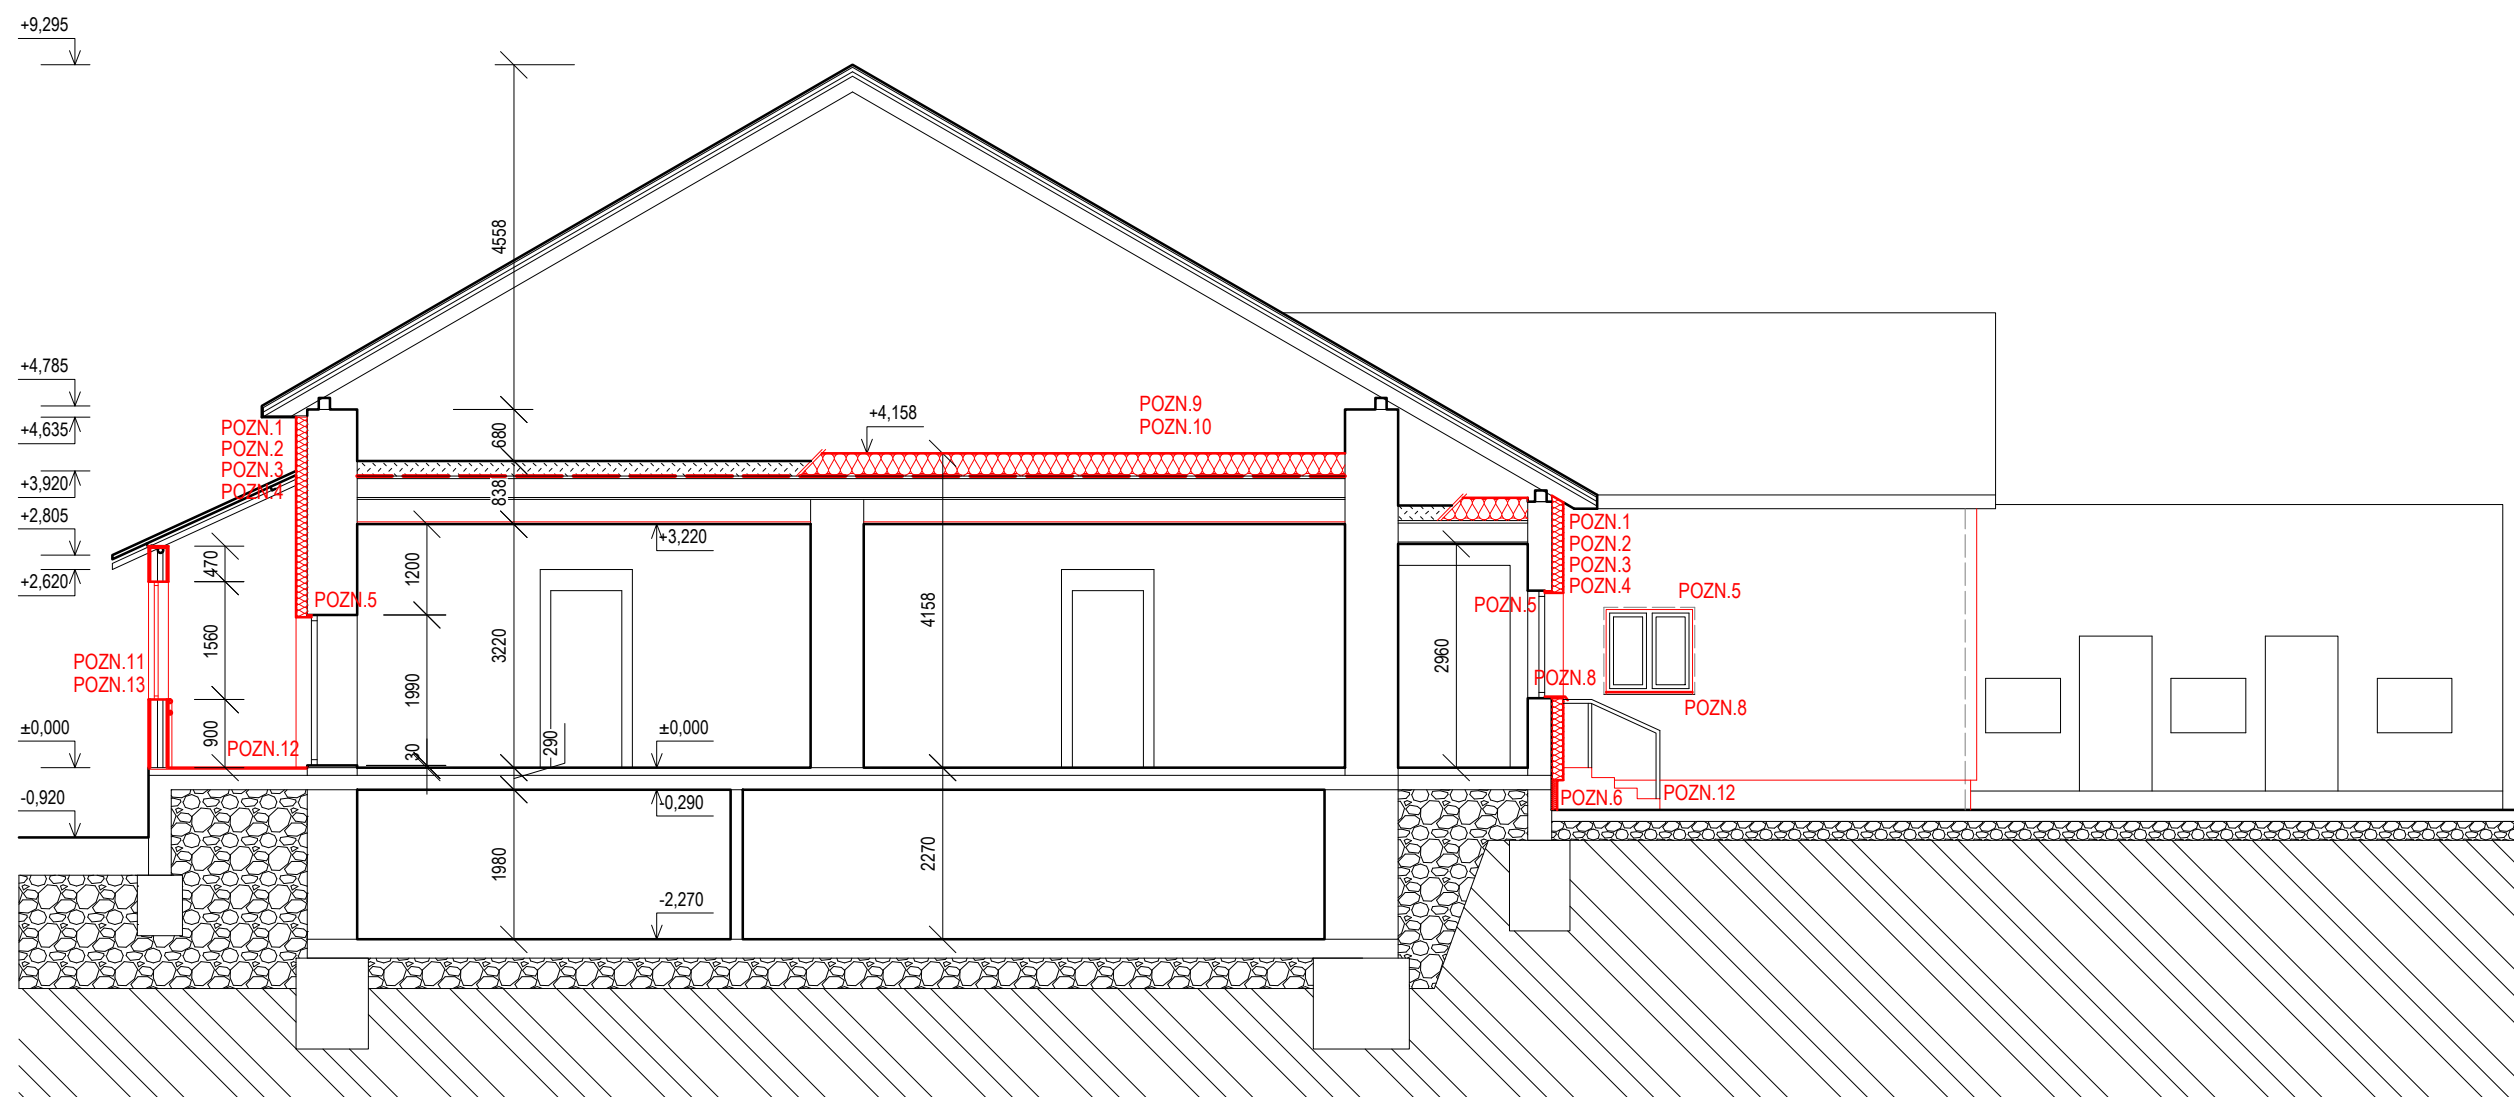 +9,295
4558
+4,785
+4,635
+3,920
+2,805
+2,620
±0,000
-0,920
POZN.1
POZN.2
POZN.3
POZN.4
680
838
+4,158
POZN.9
POZN.10
+3,220
470
1560
900
1200
1990
30
3220
290
4158
2960
POZN.5
POZN.11
POZN.13
POZN.12
±0,000
-0,290
1980
2270
-2,270
POZN.1
POZN.2
POZN.3
POZN.4
POZN.5
POZN.5
POZN.8
POZN.8
POZN.6
POZN.12